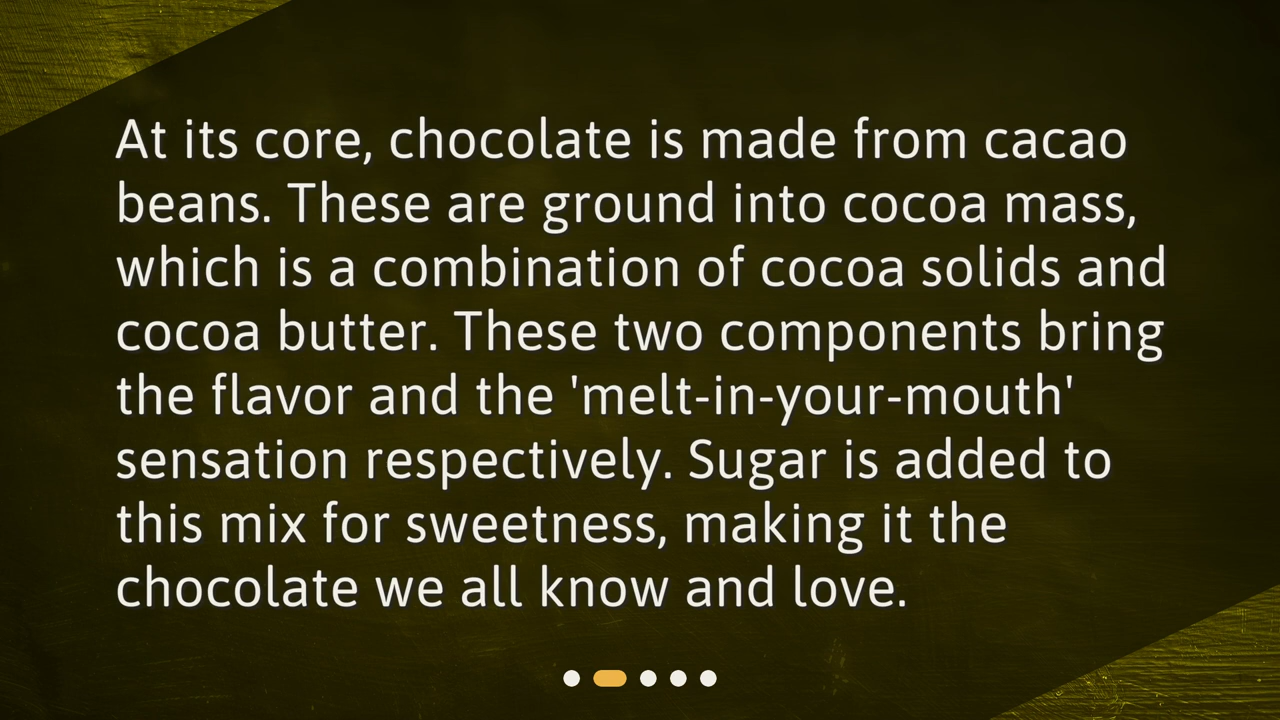 At its core, chocolate is made from cacao
beans. These are ground into cocoa mass,
which is a combination of cocoa solids and
cocoa butter. These two components bring
the flavor and the 'melt-in-your-mouth'
sensation respectively. Sugar is added to
this mix for sweetness, making it the
chocolate we all know and love.